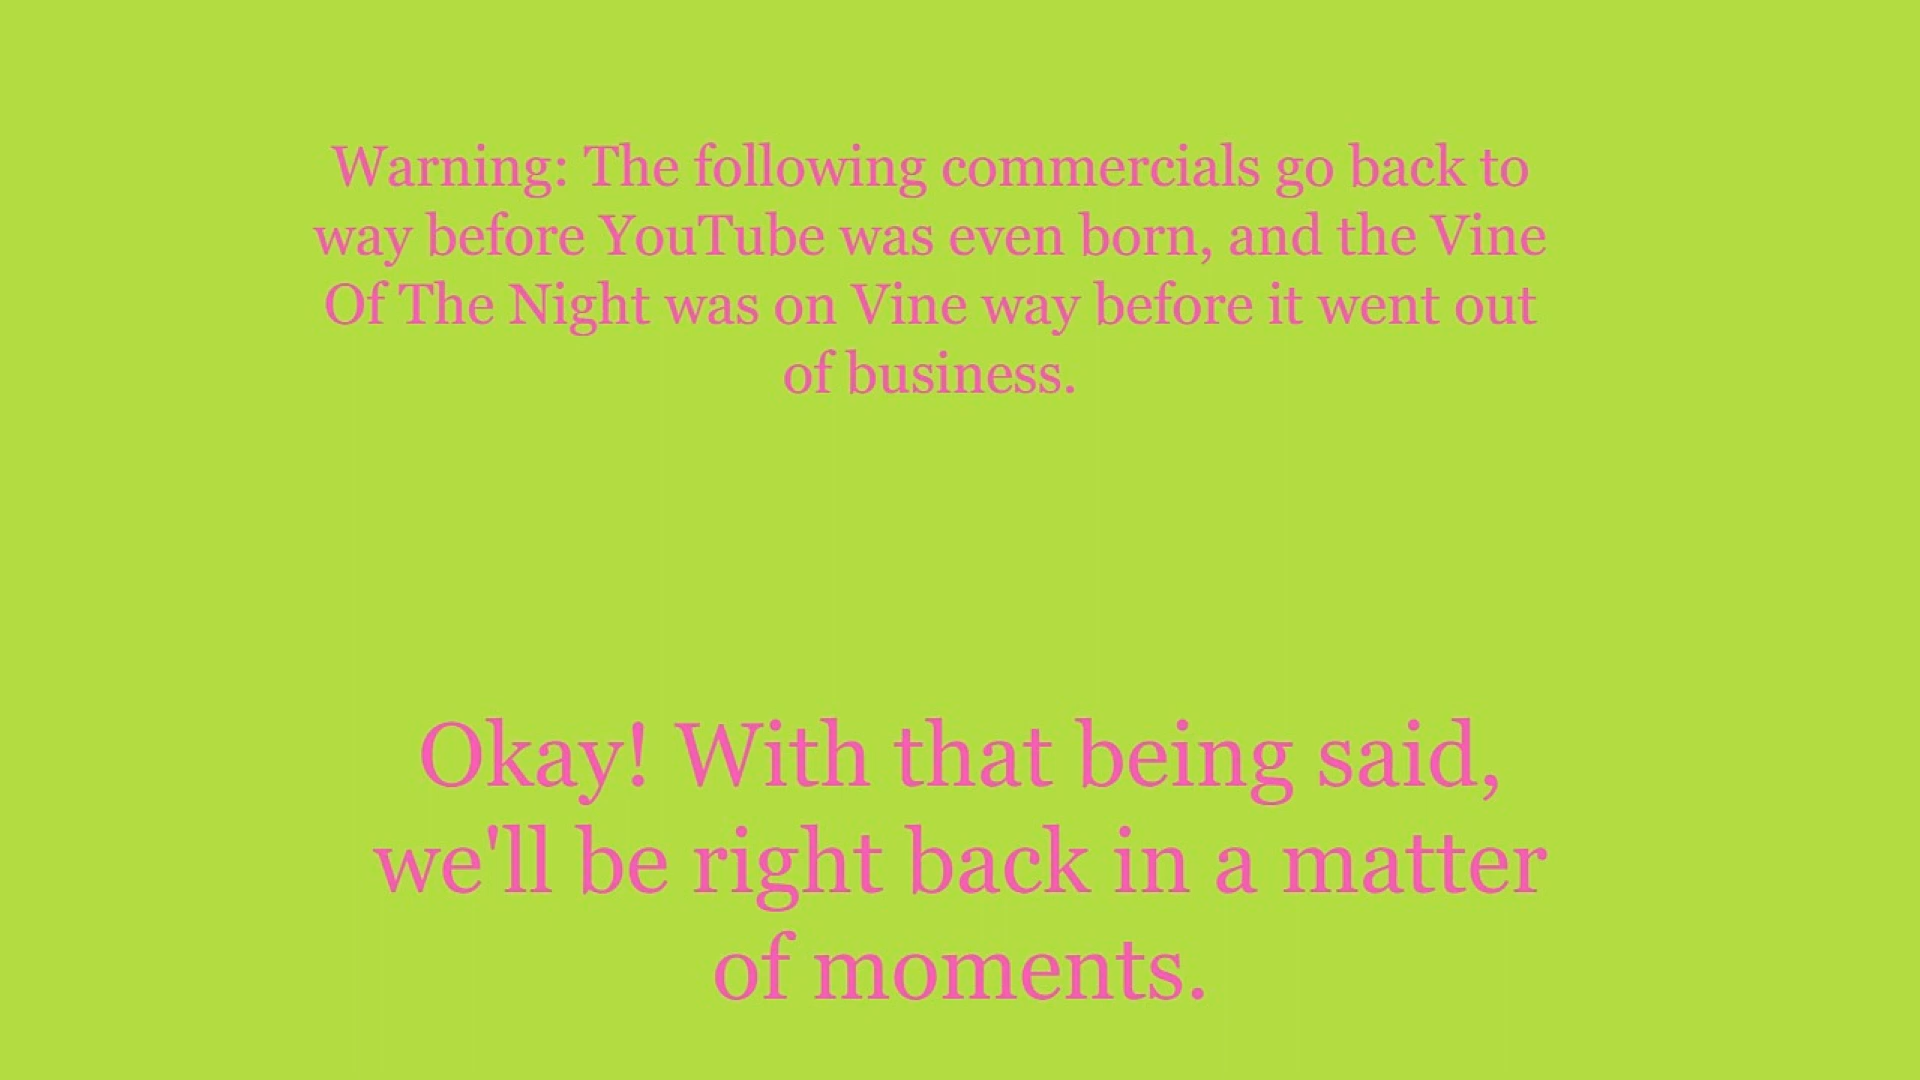 Warning: The following commercials go back to
way before YouTube was even born, and the Vine
Of The Night was on Vine way before it went out
of business.
Okay! With that being said,
we'll be right back in a matter
of moments.